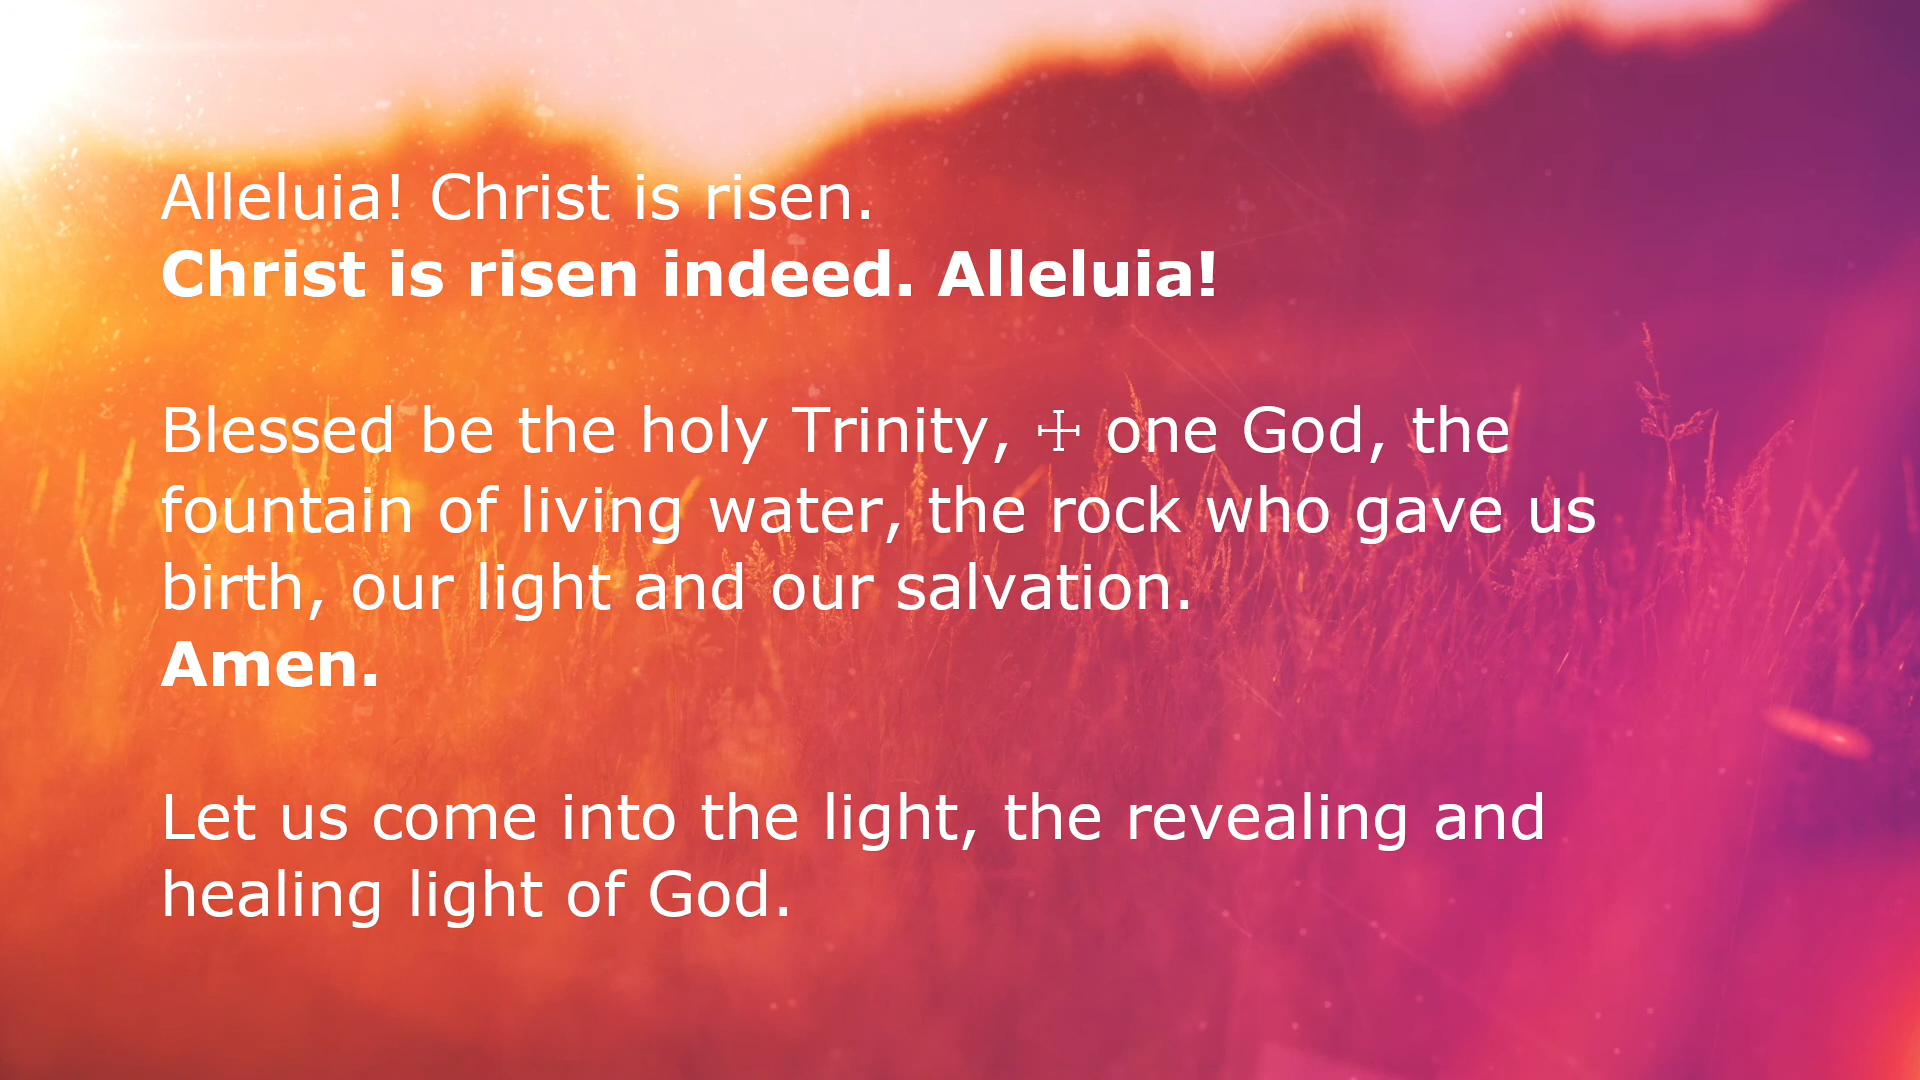 Alleluia! Christ is risen.
Christ is risen indeed. Alleluia!
Blessed be the holy Trinity, ☩ one God, the
fountain of living water, the rock who gave us
birth, our light and our salvation.
Amen.
Let us come into the light, the revealing and
healing light of God.